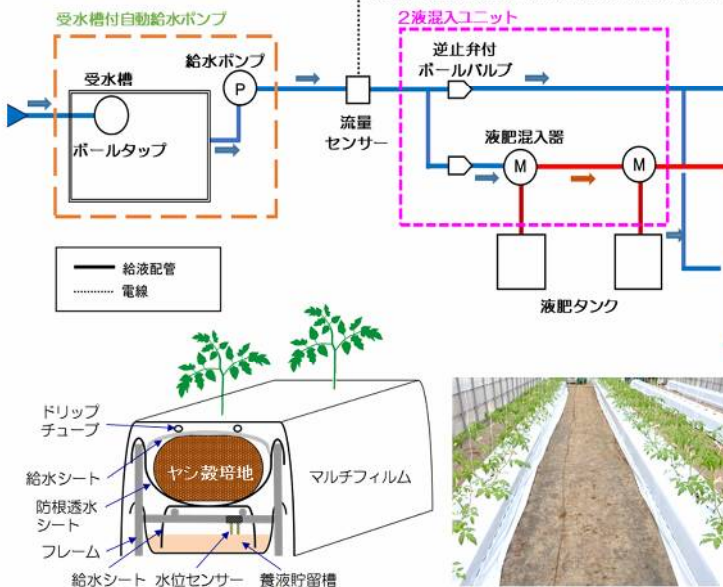 受水槽付自動給水ポンプ
2液混入ユニット
給水ポンプ
逆止弁付
ボールバルブ
受水槽
P
ボールタップ
流量
センサー
液肥混入器
M
M
給液配管
電線
液肥タンク
ドリップ
チューブ
給水シート
ヤシ殻培地
マルチフィルム
防根透水
シート
フレーム
給水シート
水位センサー
養液貯留槽